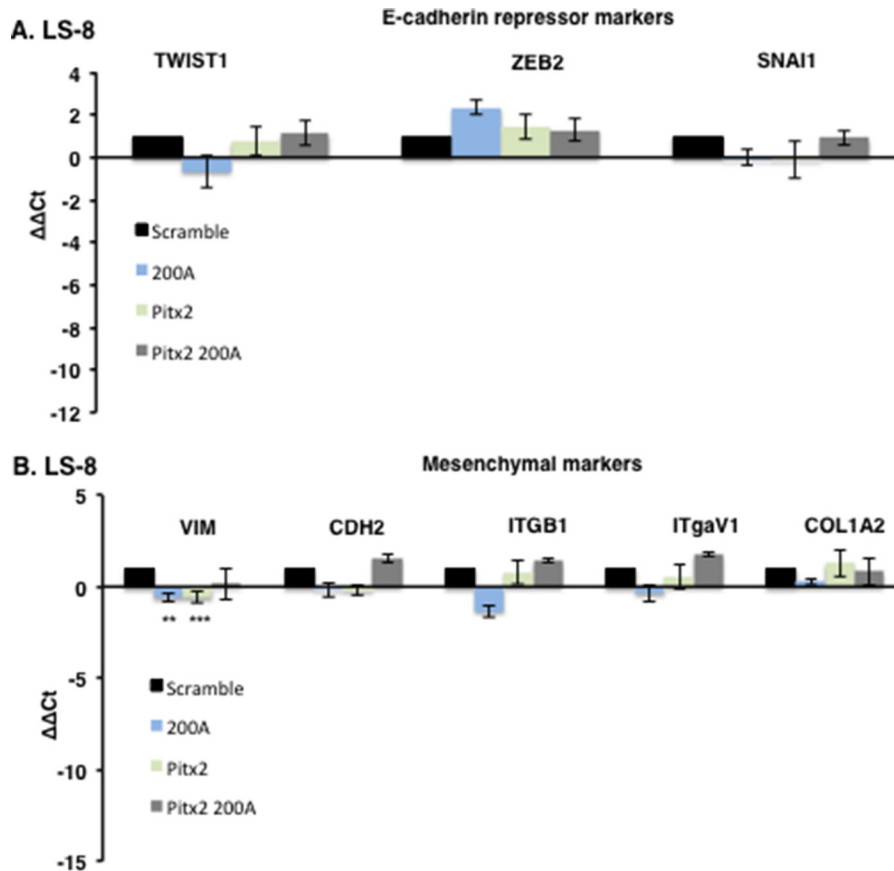 A. LS-8
E-cadherin repressor markers
TWIST1 ZEB2 SNAI1
4
2
0
-2
-4
-6
-8
-10
-12
ΔΔCt
Scramble
200A
Pitx2
Pitx2 200A
B. LS-8
Mesenchymal markers
VIM CDH2 ITGB1 ITgaV1 COL1A2
5
0
-5
-10
-15
ΔΔCt
** ***
Scramble
200A
Pitx2
Pitx2 200A